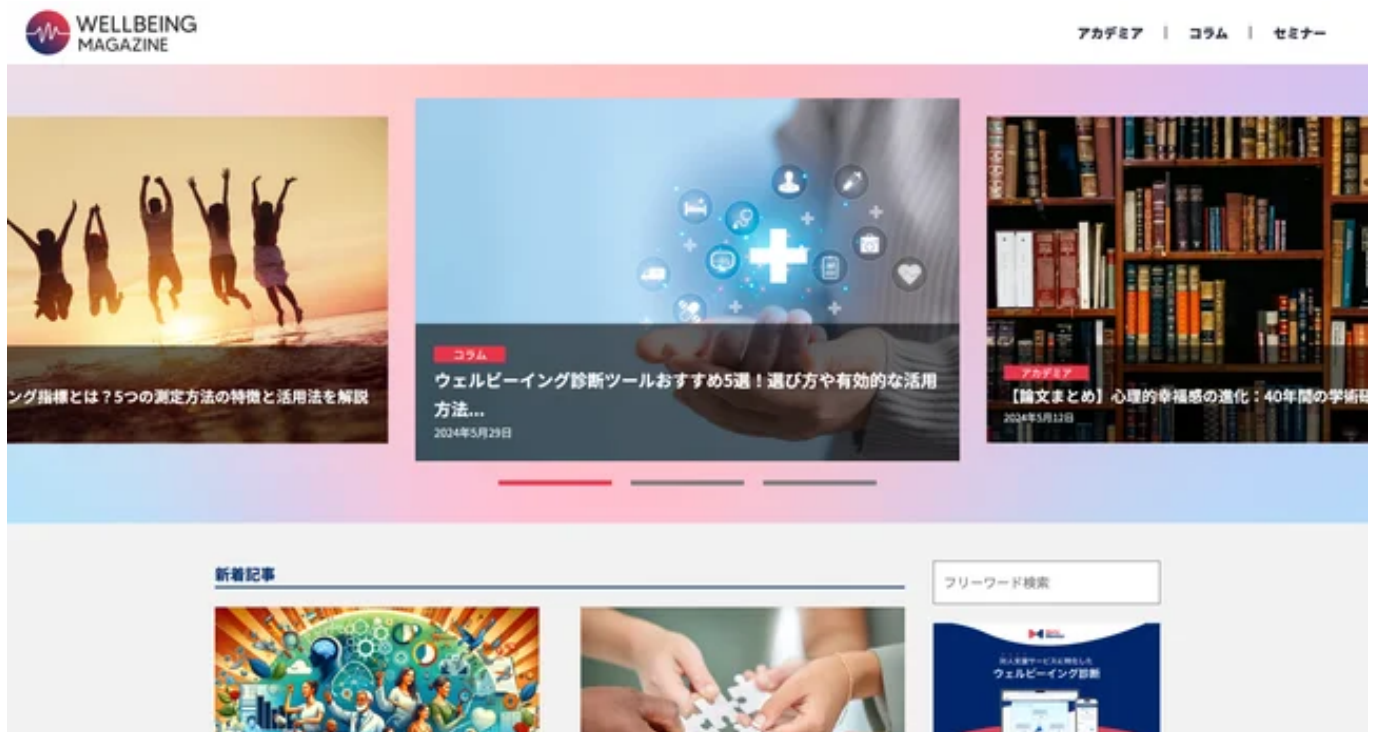 WELLBEING
MAGAZINE
アカデミア | コラム | セミナー
ング指標とは？5つの測定方法の特徴と活用法を解説
コラム
ウェルビーイング診断ツールおすすめ5選！選び方や有効的な活用
方法...
2024年5月29日
アカデミア
【論文まとめ】心理的幸福感の進化：40年間の学術研
2024年5月12日
新着記事
フリーワード検索
ウェルビーイング診断